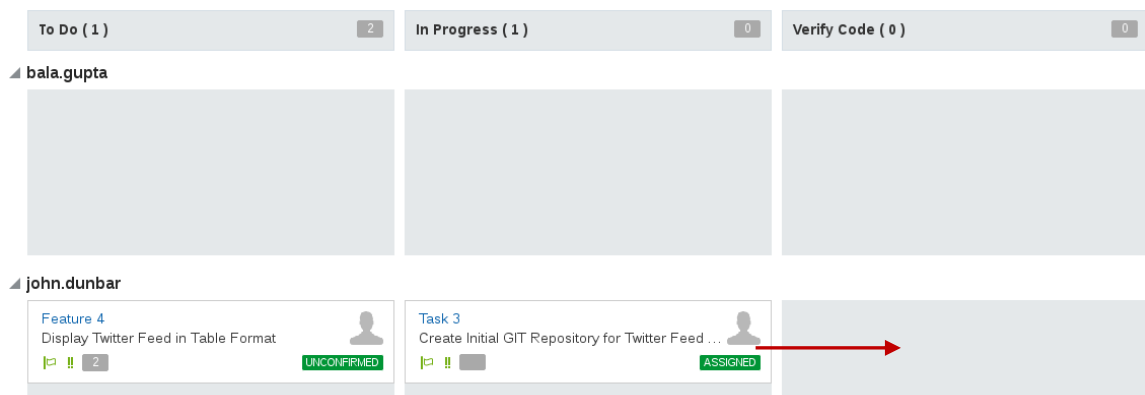 To Do ( 1 ) 2 In Progress ( 1 ) 0 Verify Code ( 0 ) 0
bala.gupta
john.dunbar
Feature 4 Task 3
Display Twitter Feed in Table Format Create Initial GIT Repository for Twitter Feed ...
!! 2 UNCONFIRMED !! ASSIGNED